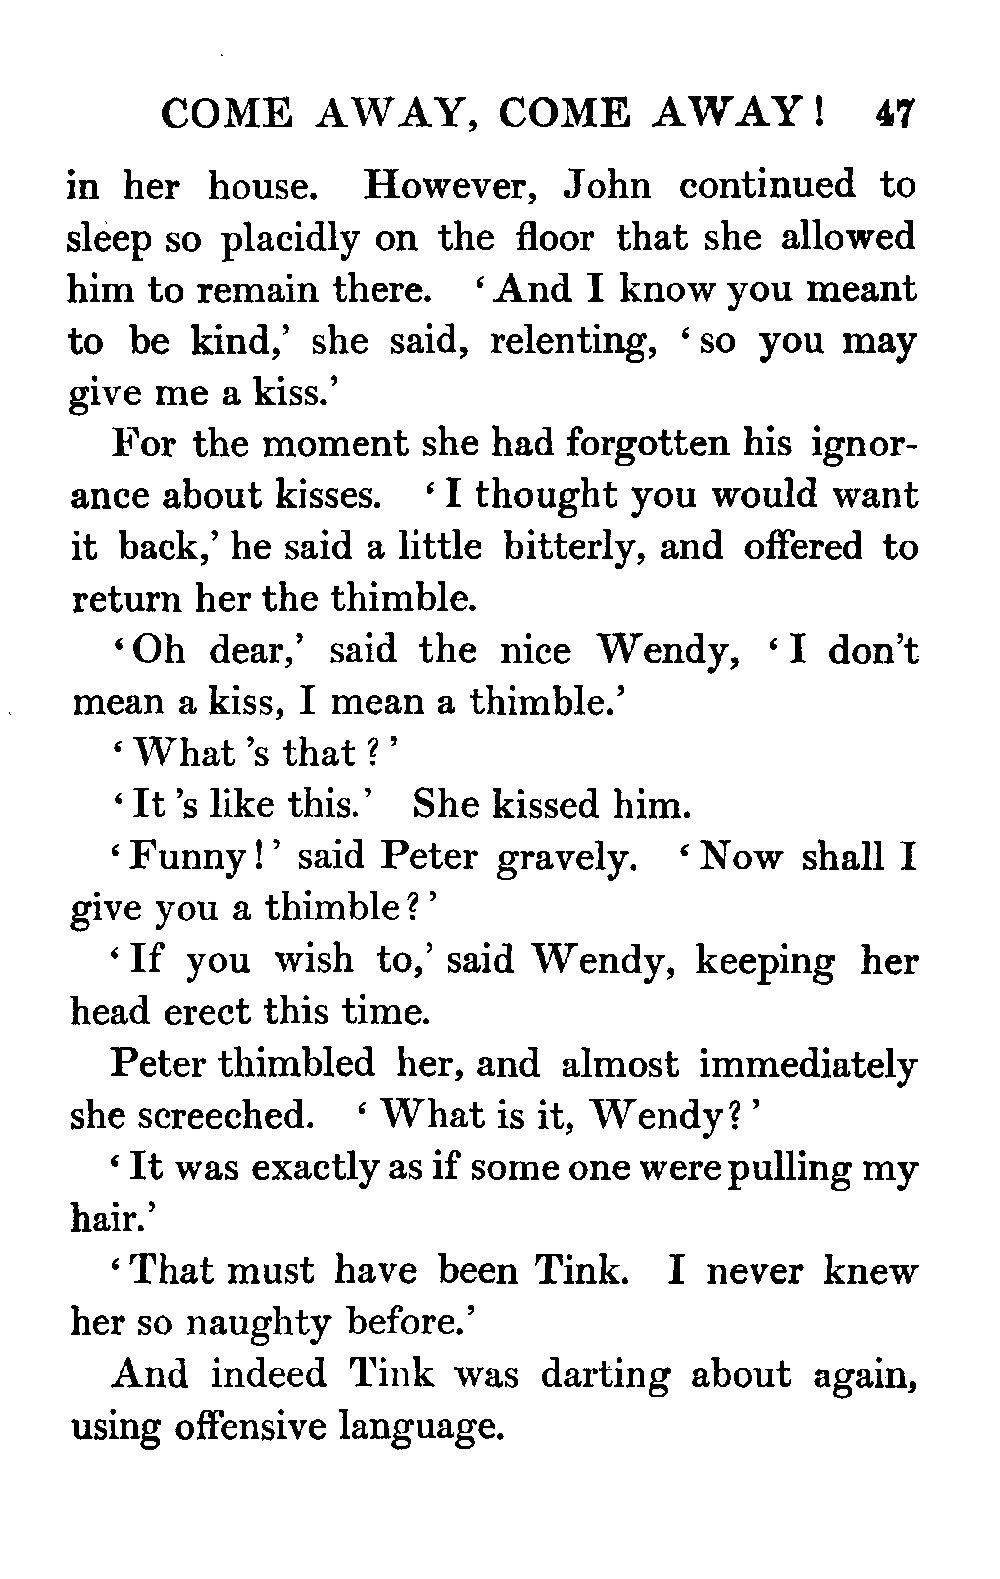 COME AWAY, COME AWAY! 47
in her house. However, John continued to
sleep so placidly on the floor that she allowed
him to remain there. ‘And I know you meant
to be kind,’ she said, relenting, ‘so you may
give me a kiss.’
For the moment she had forgotten his ignor-
ance about kisses. ‘I thought you would want
it back,’ he said a little bitterly, and offered to
return her the thimble.
‘Oh dear,’ said the nice Wendy, ‘I don’t
mean a kiss, I mean a thimble.’
‘What ’s that?’
‘It ’s like this.’ She kissed him.
‘Funny!’ said Peter gravely. ‘Now shall I
give you a thimble?’
‘If you wish to,’ said Wendy, keeping her
head erect this time.
Peter thimbled her, and almost immediately
she screeched. ‘What is it, Wendy?’
‘It was exactly as if some one were pulling my
hair.’
‘That must have been Tink. I never knew
her so naughty before.’
And indeed Tink was darting about again,
using offensive language.